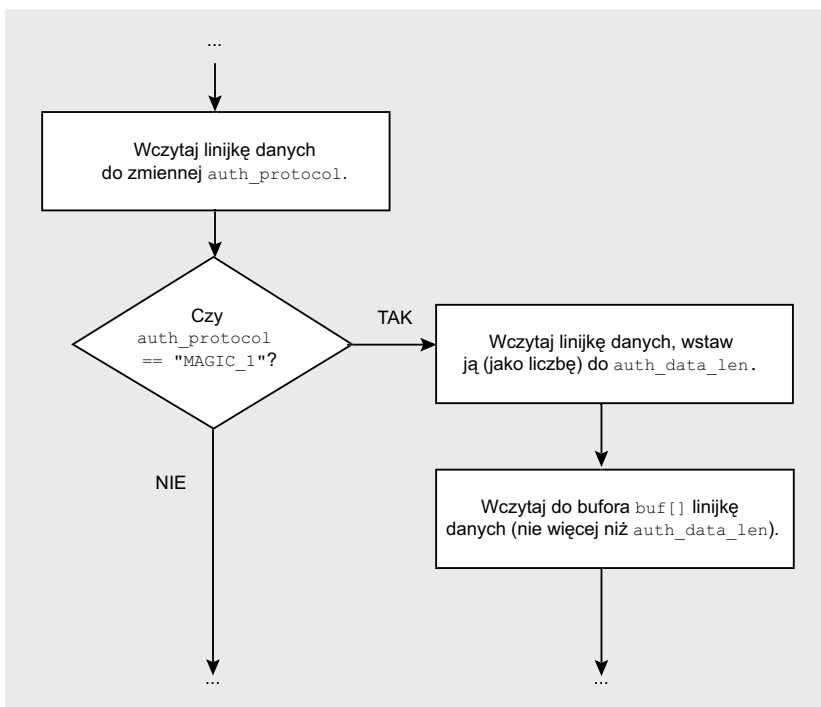 ...
Wczytaj linijkę danych
do zmiennej auth_protocol.
Czy
auth_protocol
== "MAGIC_1"?
TAK
Wczytaj linijkę danych, wstaw
ją (jako liczbę) do auth_data_len.
NIE
Wczytaj do bufora buf[] linijkę
danych (nie więcej niż auth_data_len).
...
...